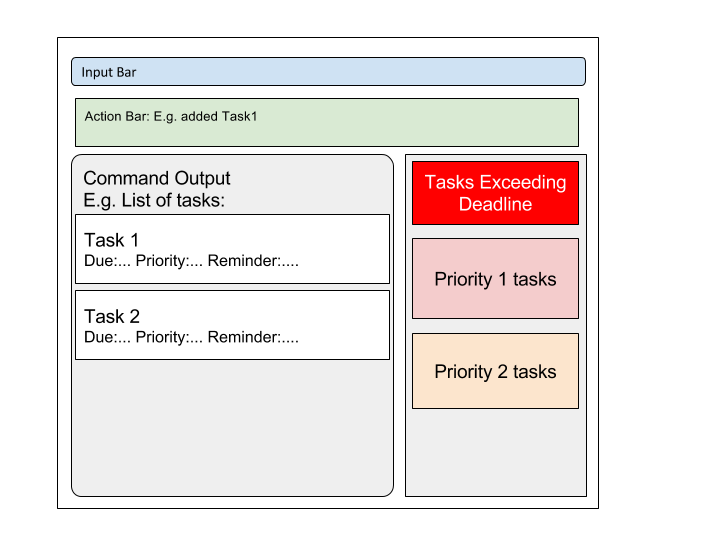 Input Bar
Action Bar: E.g. added Task1
Command Output
E.g. List of tasks:
Task 1
Due:... Priority:... Reminder:....
Task 2
Due:... Priority:... Reminder:....
Tasks Exceeding
Deadline
Priority 1 tasks
Priority 2 tasks